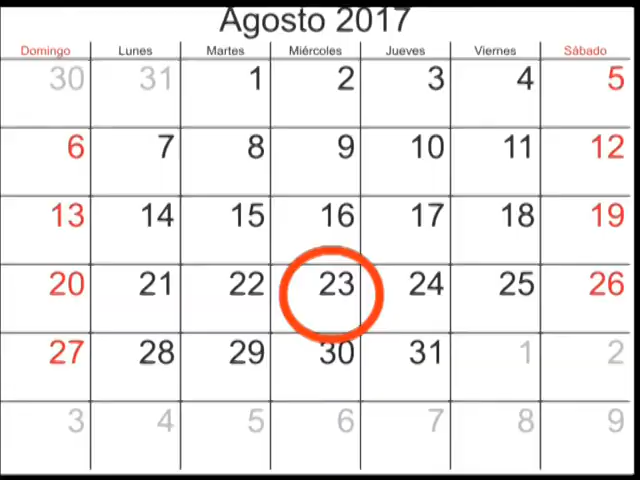 Agosto 2017
Domingo Lunes Martes Miércoles Jueves Viernes Sábado
30 31 1 2 3 4 5
6 7 8 9 10 11 12
13 14 15 16 17 18 19
20 21 22 23 24 25 26
27 28 29 30 31 1 2
3 4 5 6 7 8 9